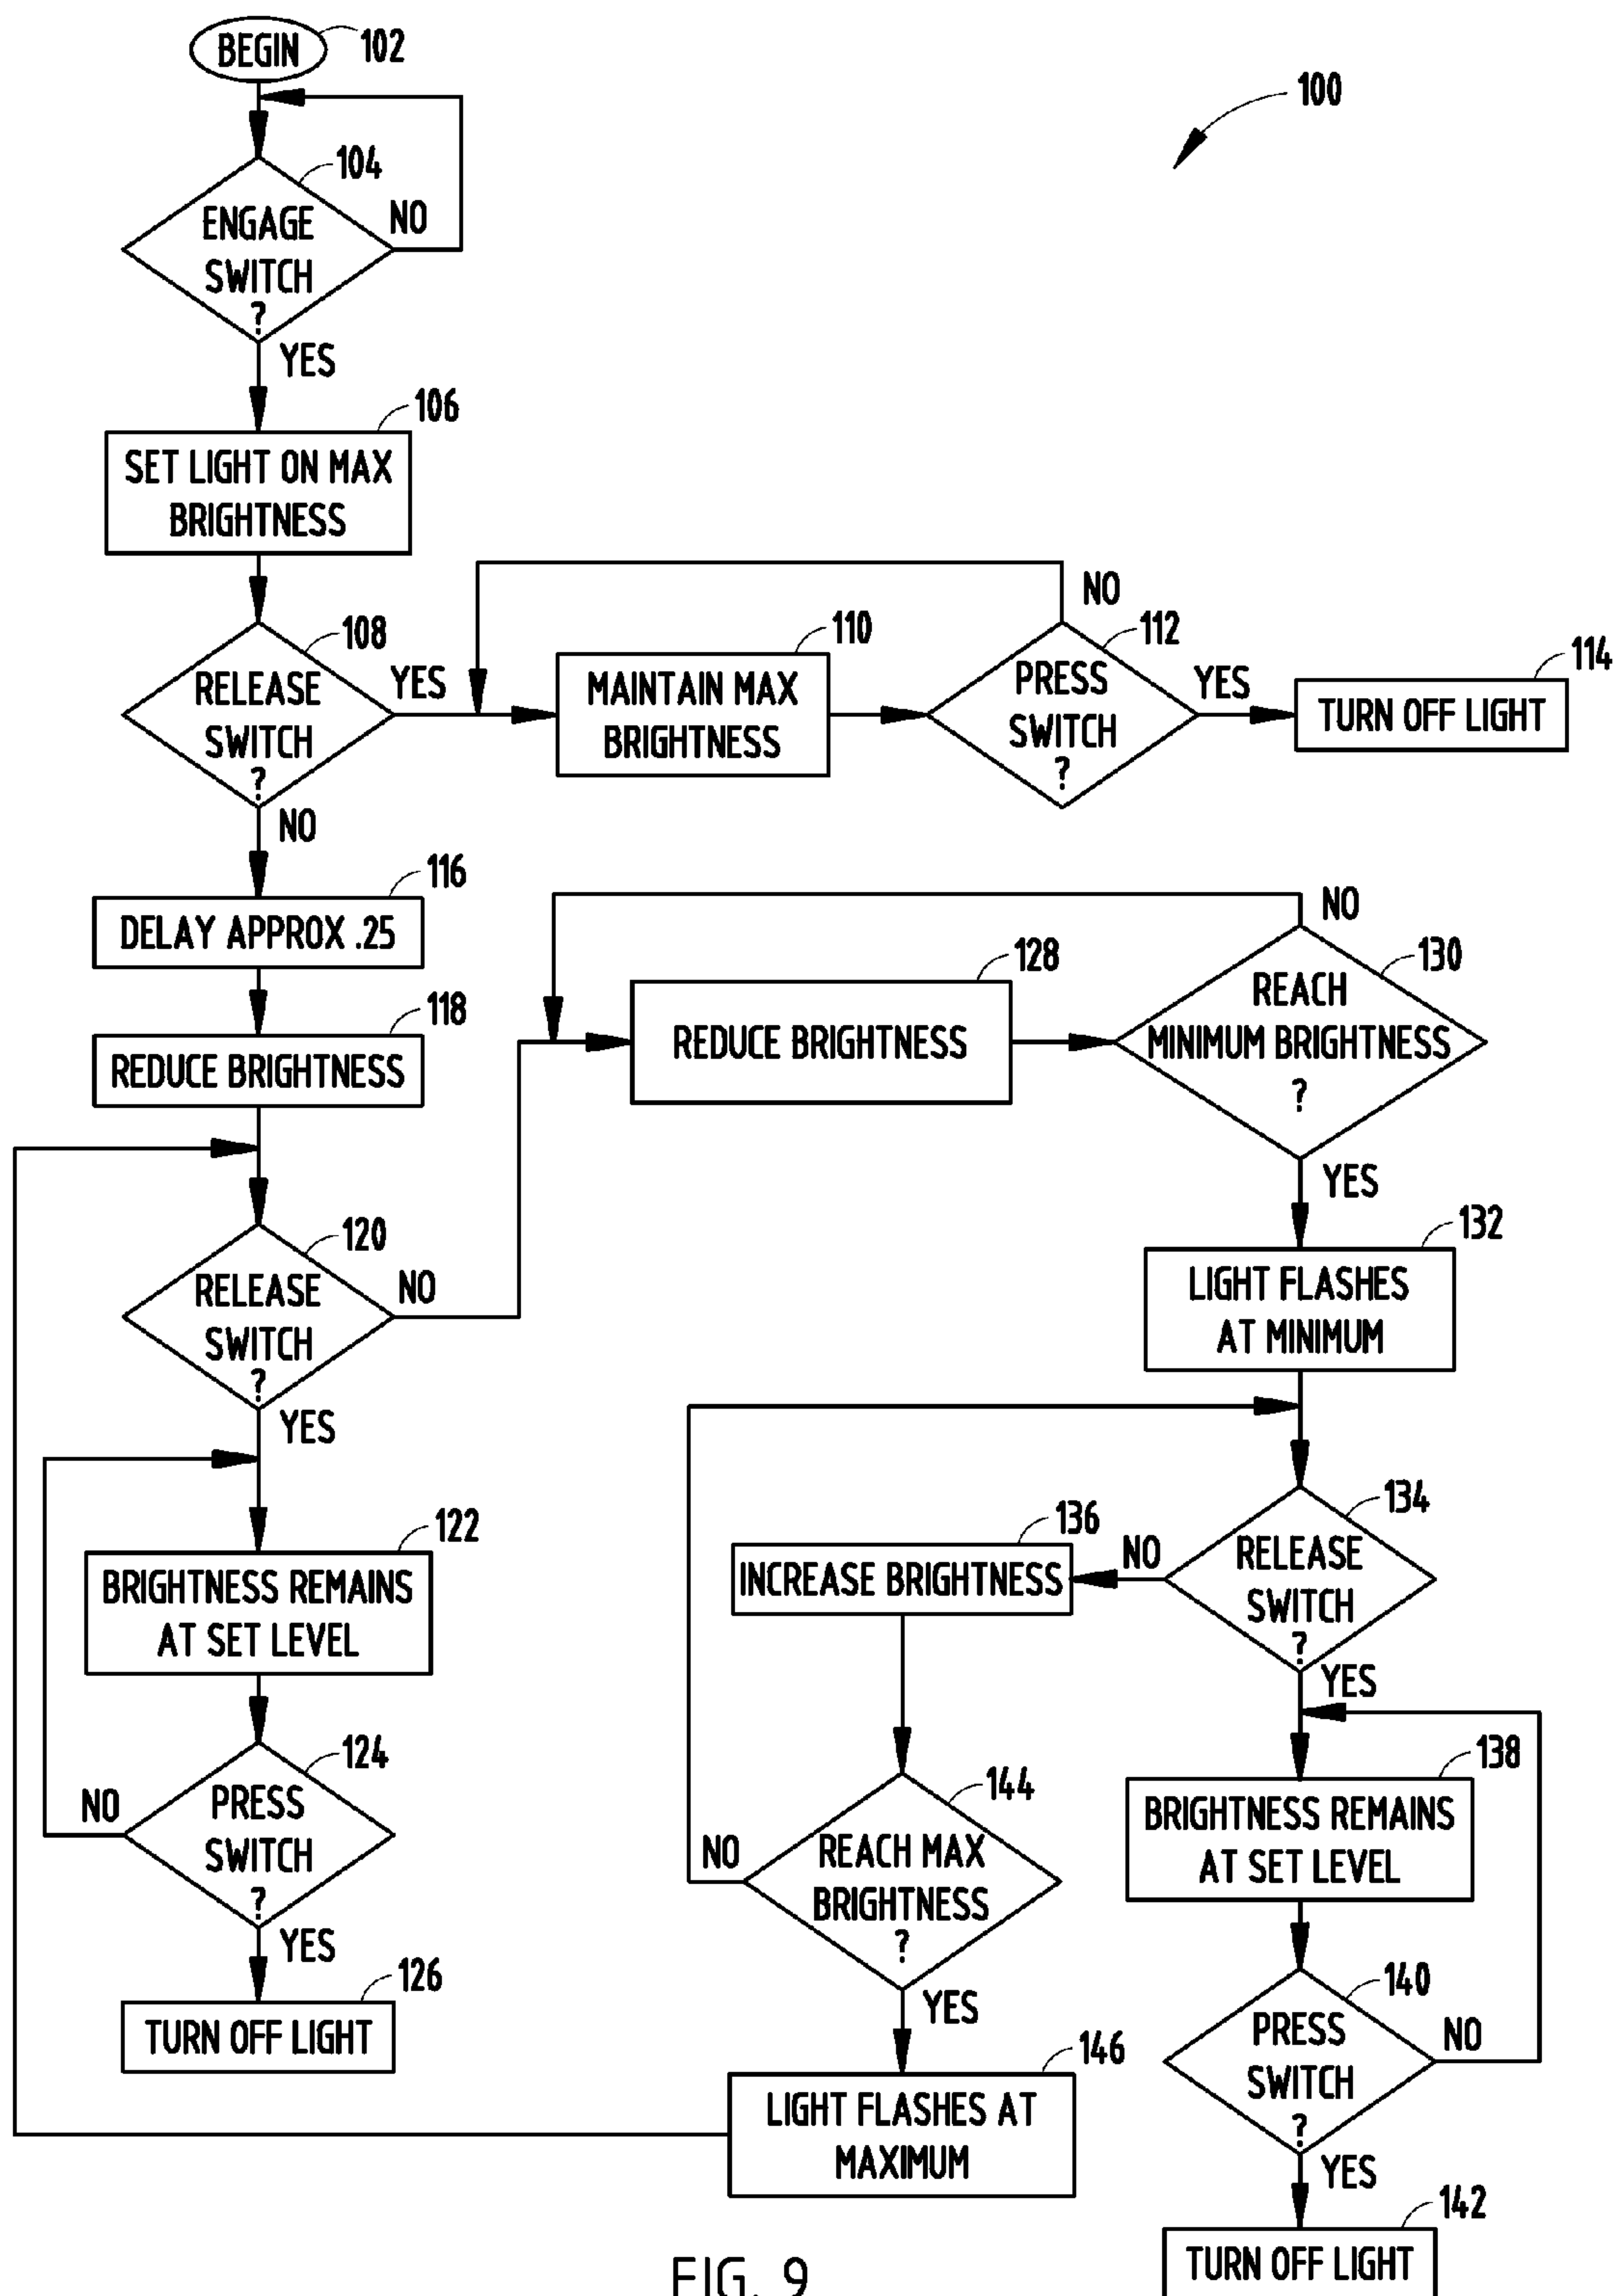 BEGIN
102
100
104
ENGAGE
SWITCH
?
NO
YES
106
SET LIGHT ON MAX
BRIGHTNESS
108
RELEASE
SWITCH
?
YES
NO
110
MAINTAIN MAX
BRIGHTNESS
112
PRESS
SWITCH
?
NO
YES
114
TURN OFF LIGHT
116
DELAY APPROX .25
118
REDUCE BRIGHTNESS
120
RELEASE
SWITCH
?
NO
YES
122
BRIGHTNESS REMAINS
AT SET LEVEL
124
PRESS
SWITCH
?
NO
YES
126
TURN OFF LIGHT
128
REDUCE BRIGHTNESS
130
REACH
MINIMUM BRIGHTNESS
?
NO
YES
132
LIGHT FLASHES
AT MINIMUM
134
RELEASE
SWITCH
?
NO
YES
136
INCREASE BRIGHTNESS
138
BRIGHTNESS REMAINS
AT SET LEVEL
140
PRESS
SWITCH
?
NO
YES
142
TURN OFF LIGHT
144
REACH MAX
BRIGHTNESS
?
NO
YES
146
LIGHT FLASHES AT
MAXIMUM
FIG. 9